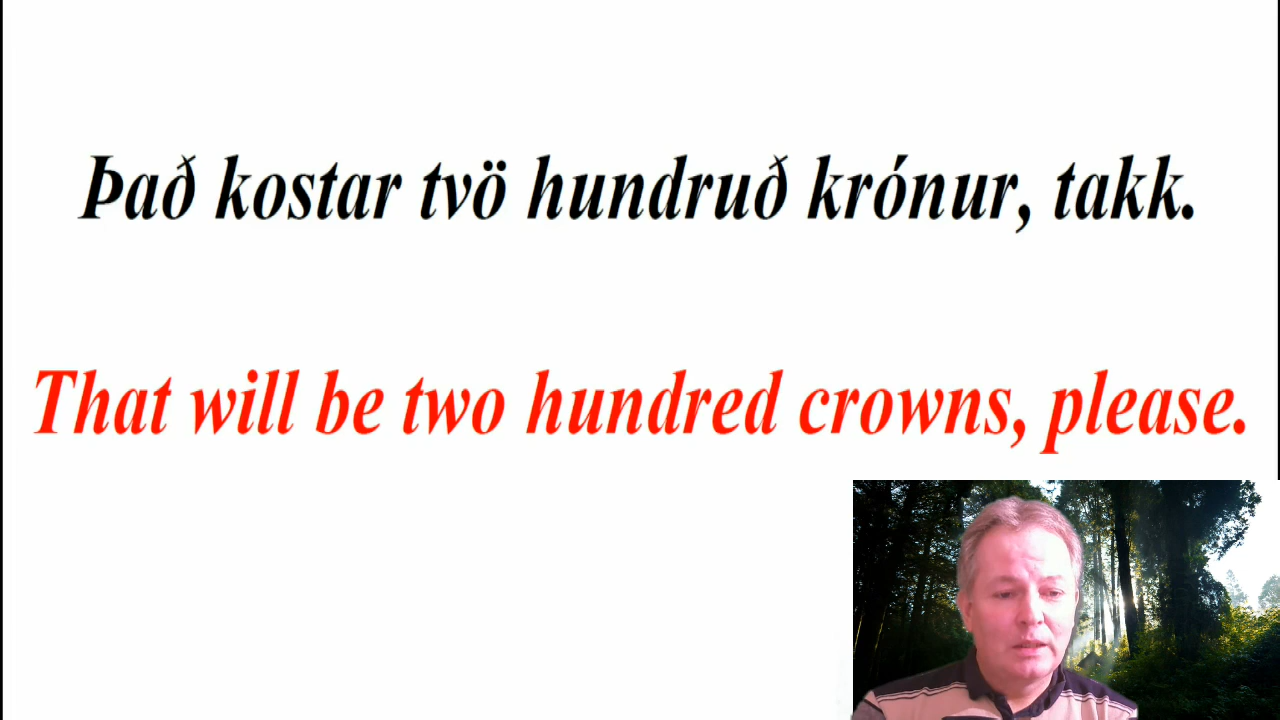 Það kostar tvö hundruð krónur, takk.
That will be two hundred crowns, please.